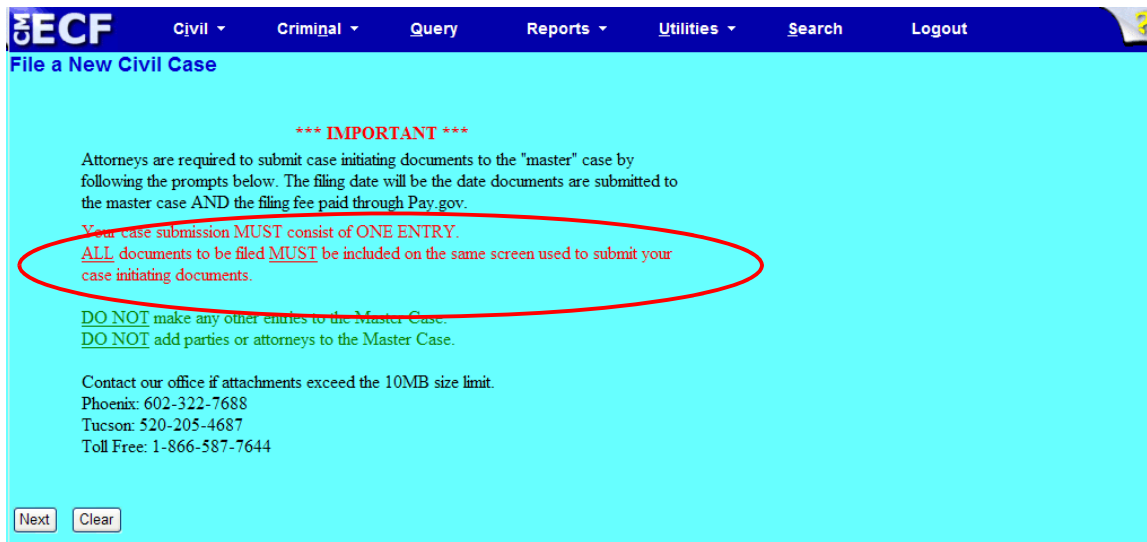 CM ECF Civil Criminal Query Reports Utilities Search Logout ?
File a New Civil Case
*** IMPORTANT ***
Attorneys are required to submit case initiating documents to the "master" case by
following the prompts below. The filing date will be the date documents are submitted to
the master case AND the filing fee paid through Pay.gov.
Your case submission MUST consist of ONE ENTRY.
ALL documents to be filed MUST be included on the same screen used to submit your
case initiating documents.
DO NOT make any other entries to the Master Case.
DO NOT add parties or attorneys to the Master Case.
Contact our office if attachments exceed the 10MB size limit.
Phoenix: 602-322-7688
Tucson: 520-205-4687
Toll Free: 1-866-587-7644
Next Clear